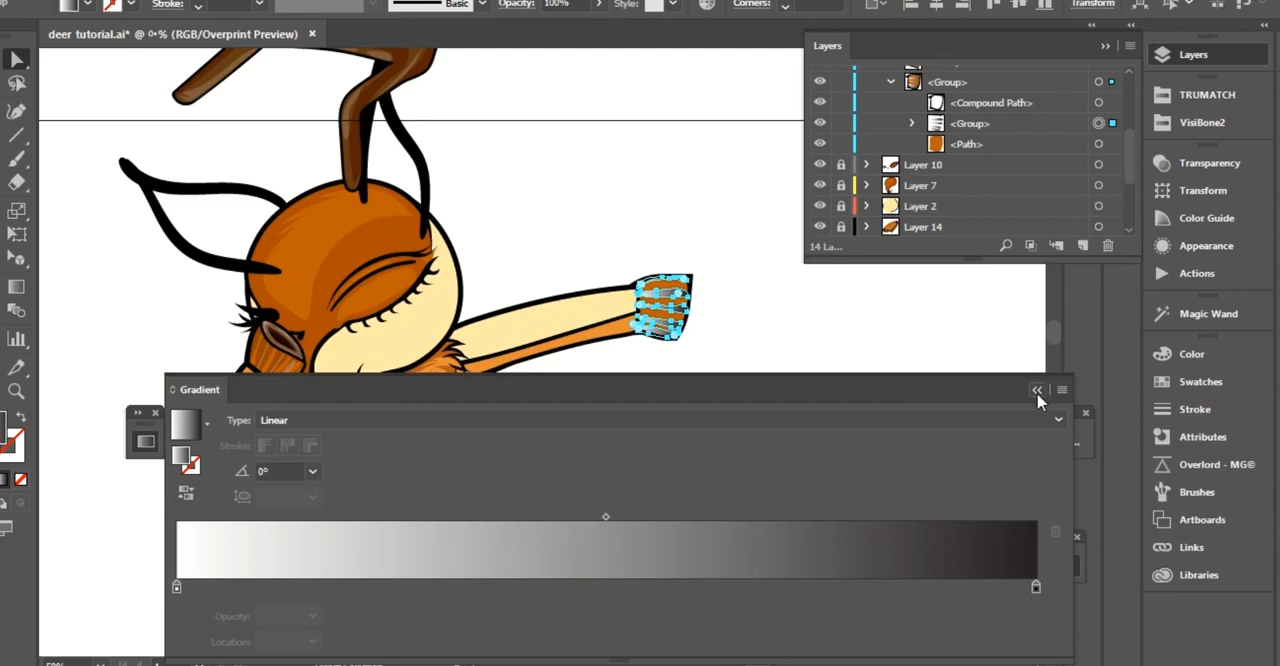 Stroke:
Basic
Opacity: 100%
Style:
Corners:
Transform
deer tutorial.ai* @ 0*% (RGB/Overprint Preview)
Layers
<Group>
<Compound Path>
<Group>
<Path>
Layer 10
Layer 7
Layer 2
Layer 14
14 La...
Layers
TRUMATCH
VisiBone2
Transparency
Transform
Color Guide
Appearance
Actions
Magic Wand
Color
Swatches
Stroke
Attributes
Overlord - MG©
Brushes
Artboards
Links
Libraries
Gradient
Type: Linear
Stroke:
0°
Opacity:
Location:
50%